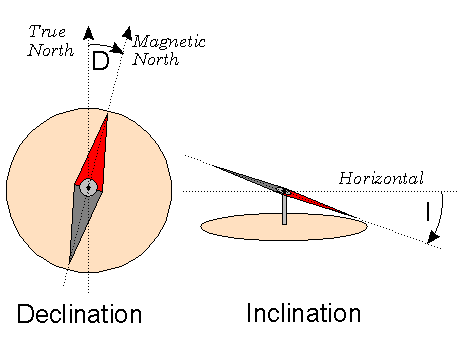 True
North
D
Magnetic
North
Horizontal
I
Declination
Inclination